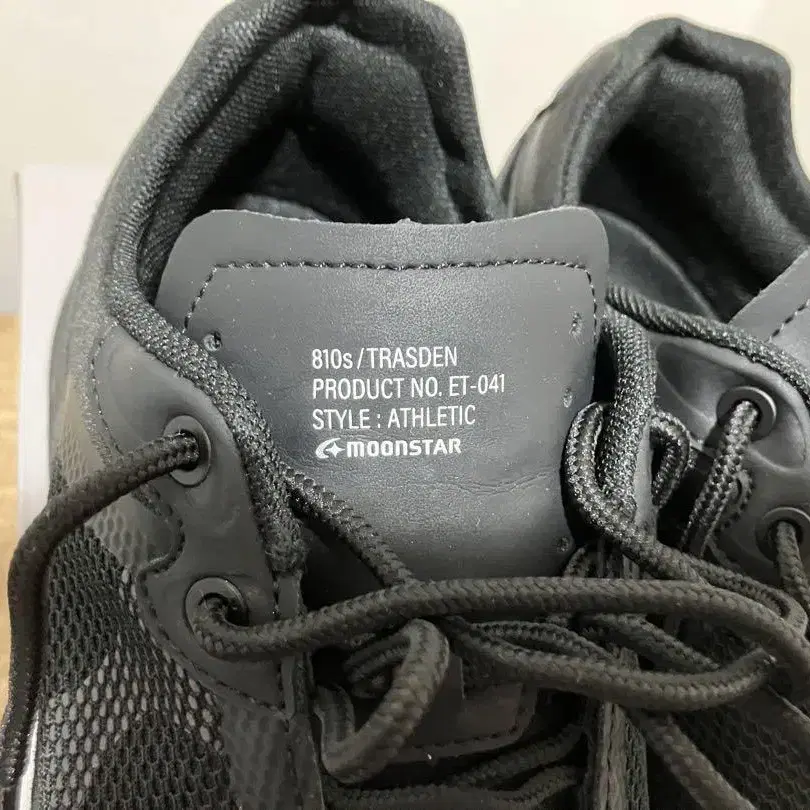 810s/TRASDEN
PRODUCT NO. ET-041
STYLE : ATHLETIC
MOONSTAR